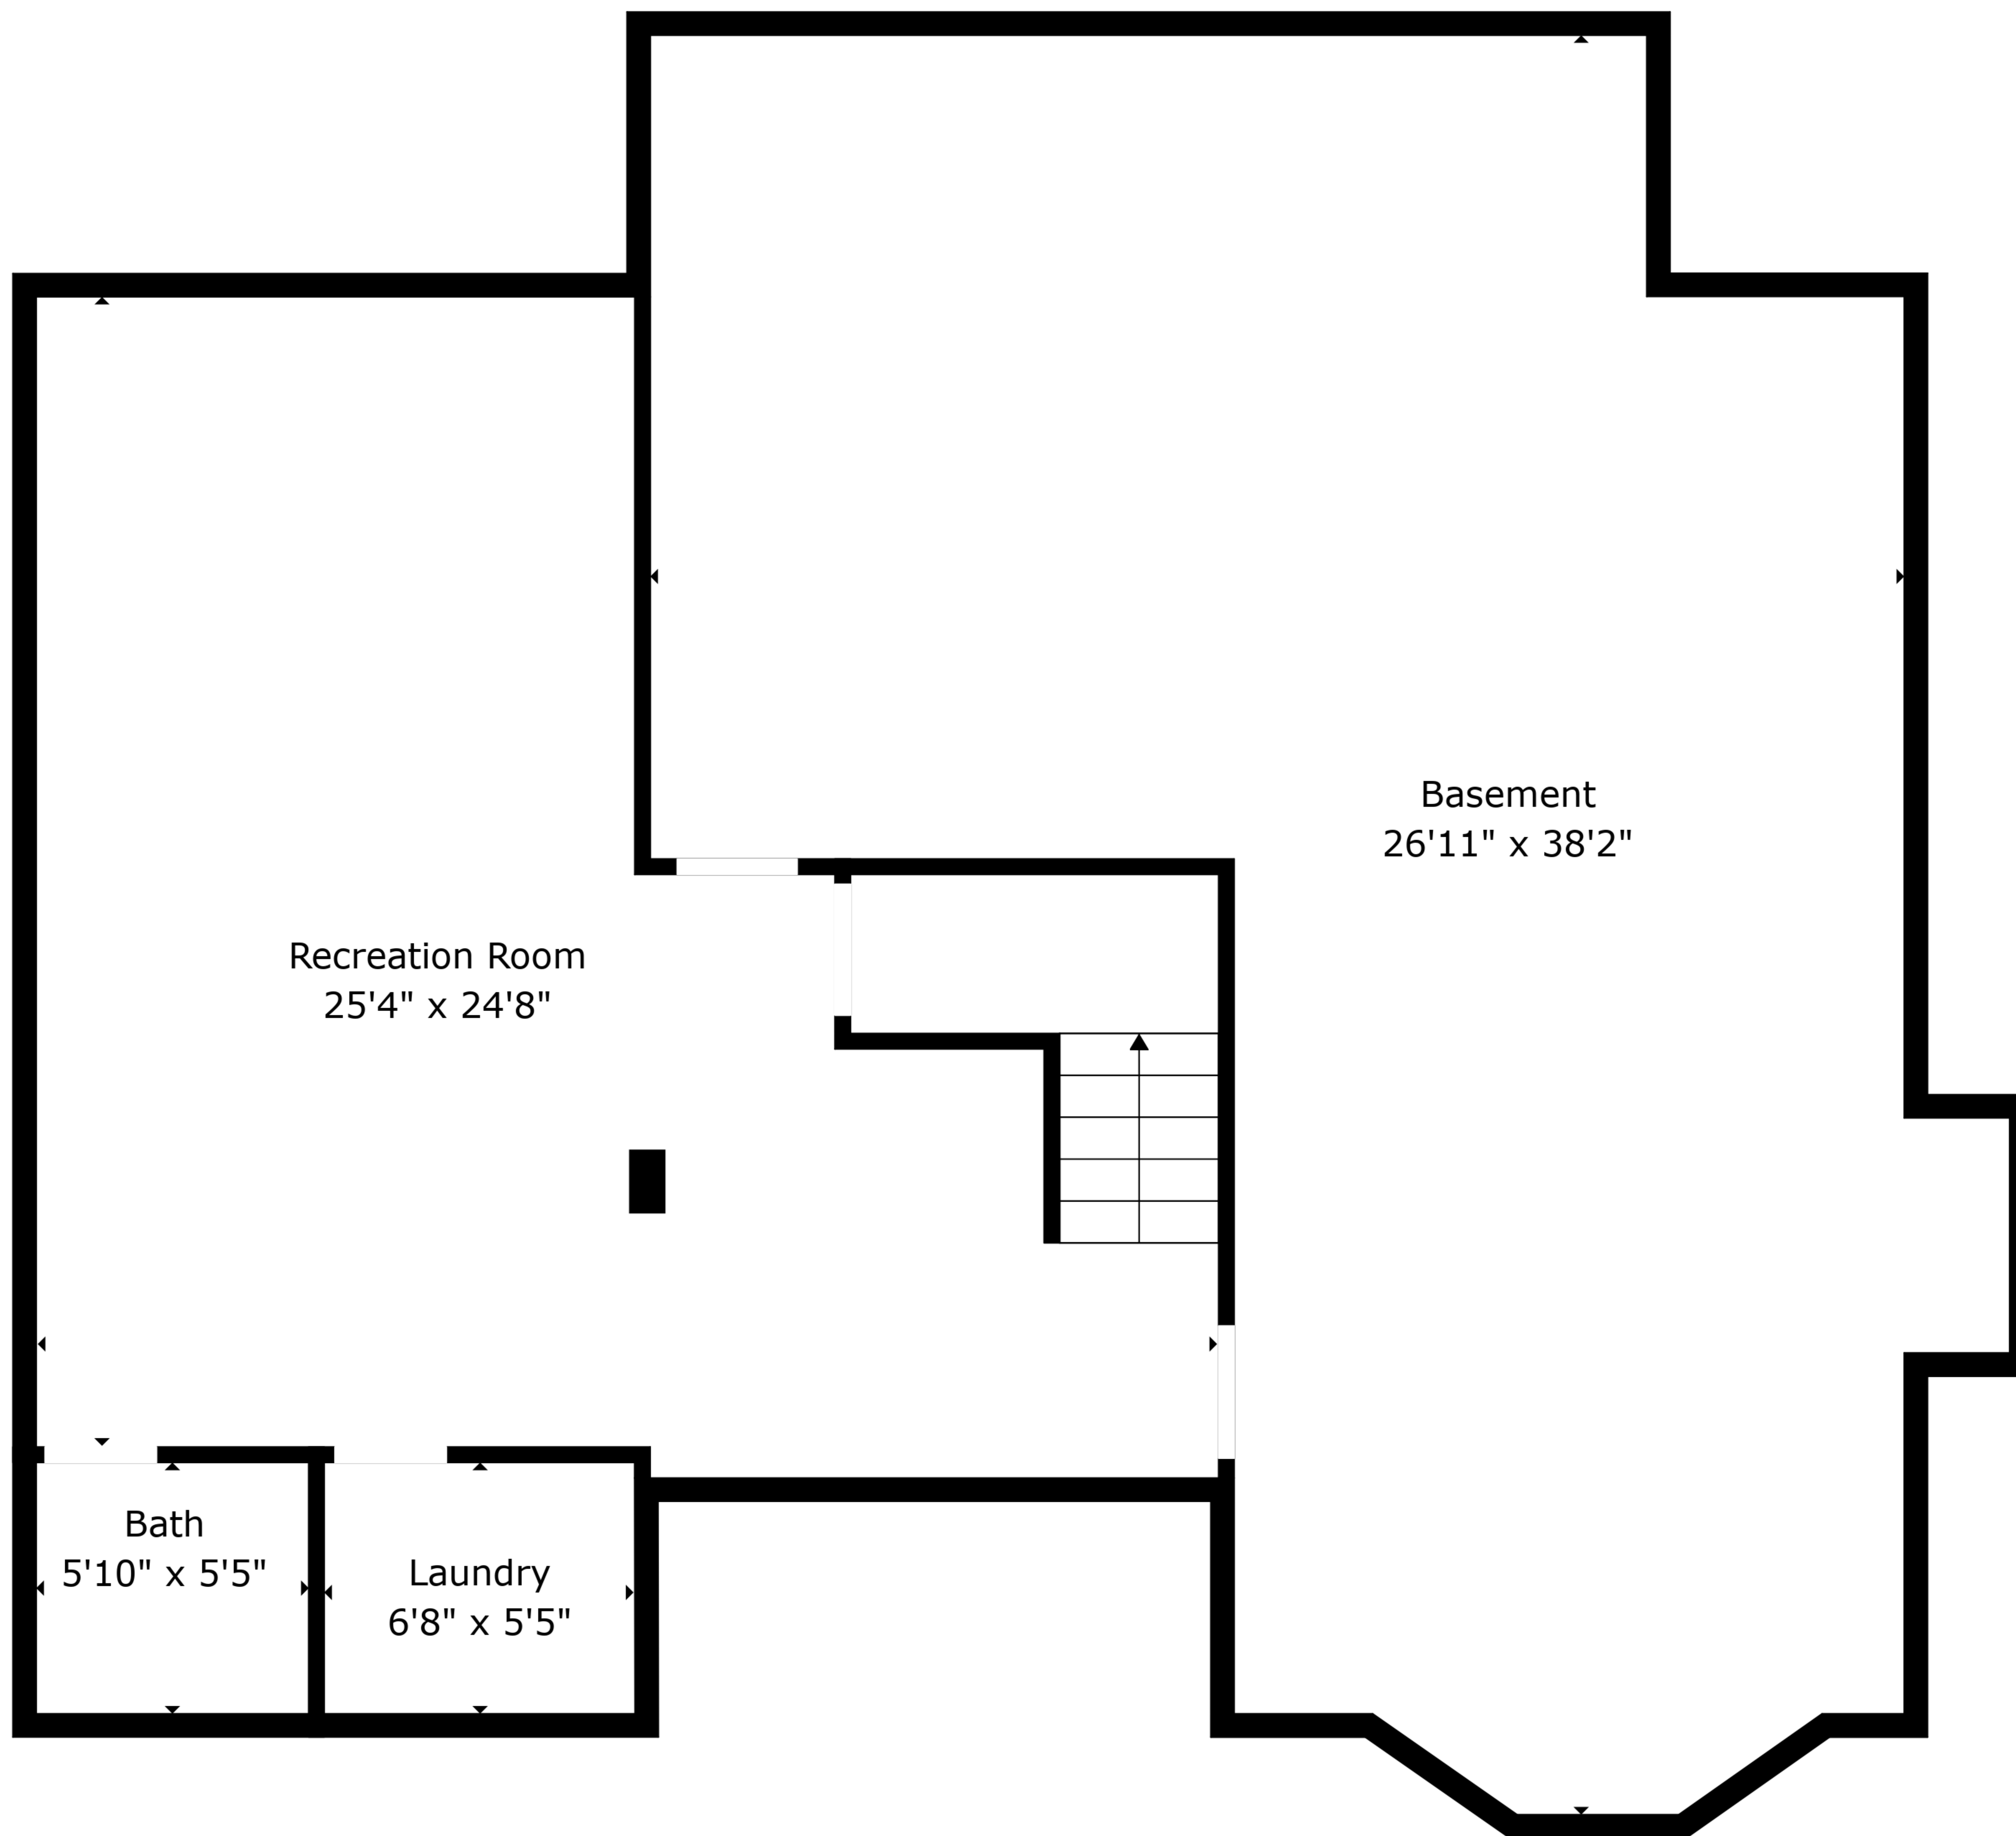 Basement
26'11" x 38'2"
Recreation Room
25'4" x 24'8"
Bath
5'10" x 5'5"
Laundry
6'8" x 5'5"